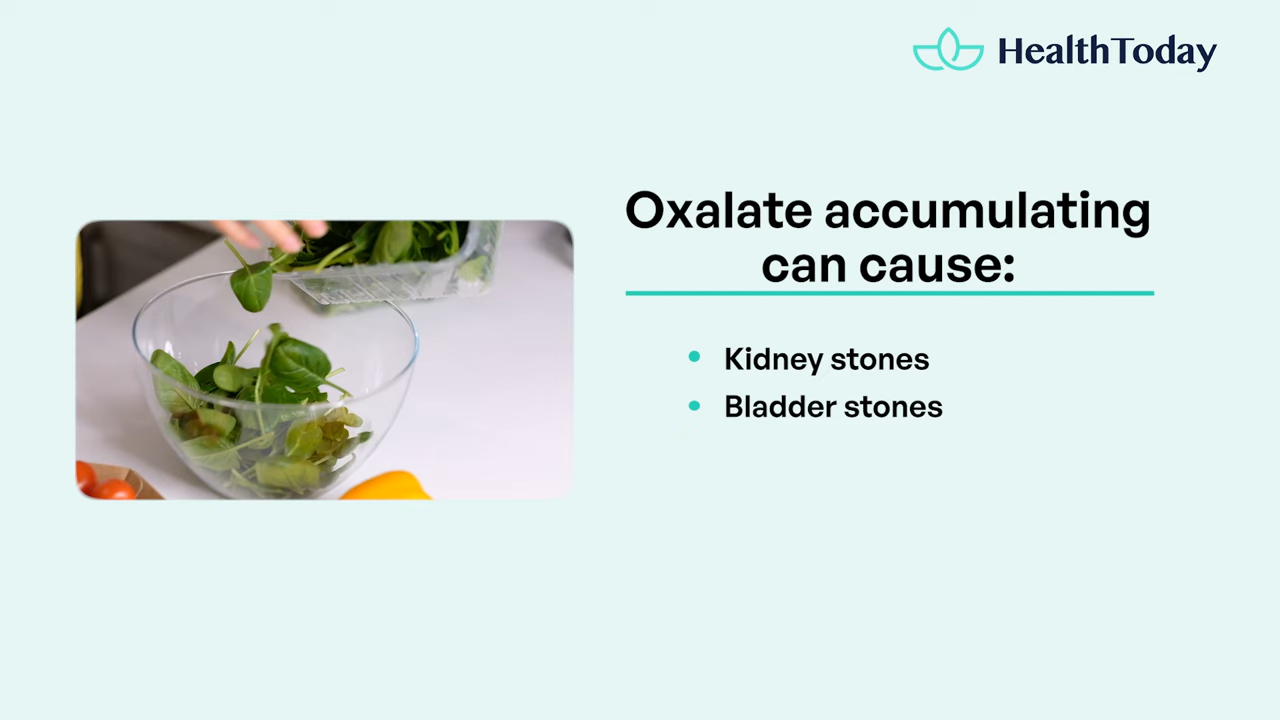 HealthToday
Oxalate accumulating
can cause:
• Kidney stones
• Bladder stones